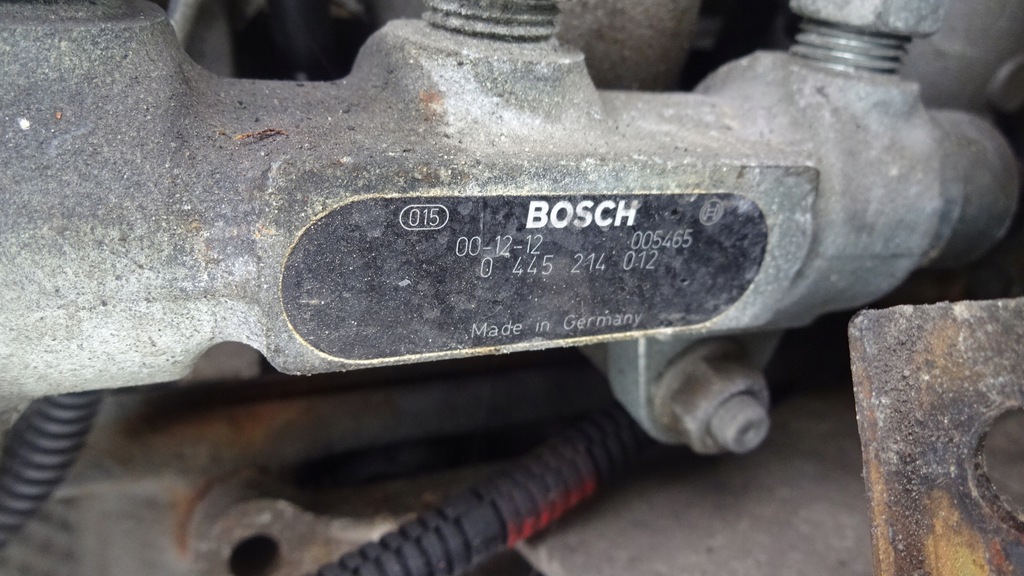 015 BOSCH
00-12-12 005465
0 445 214 012
Made in Germany